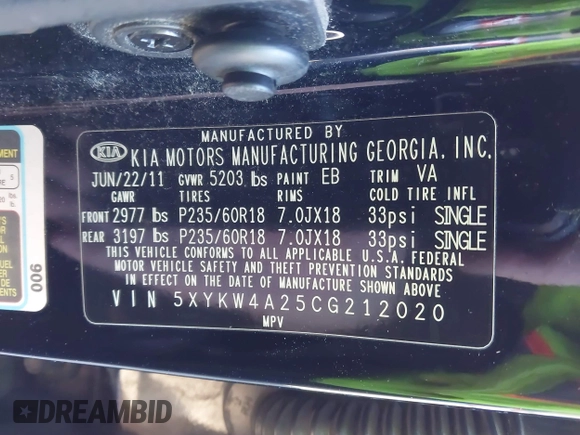 MANUFACTURED BY
KIA KIA MOTORS MANUFACTURING GEORGIA, INC.
JUN/22/11 GVWR 5203 lbs PAINT EB TRIM VA
GAWR TIRES RIMS COLD TIRE INFL
FRONT 2977 lbs P235/60R18 7.0JX18 33psi SINGLE
REAR 3197 lbs P235/60R18 7.0JX18 33psi SINGLE
THIS VEHICLE CONFORMS TO ALL APPLICABLE U.S.A. FEDERAL
MOTOR VEHICLE SAFETY AND THEFT PREVENTION STANDARDS
IN EFFECT ON THE DATE OF MANUFACTURE SHOWN ABOVE
VIN 5XYKW4A25CG212020
MPV
006
DREAMBID